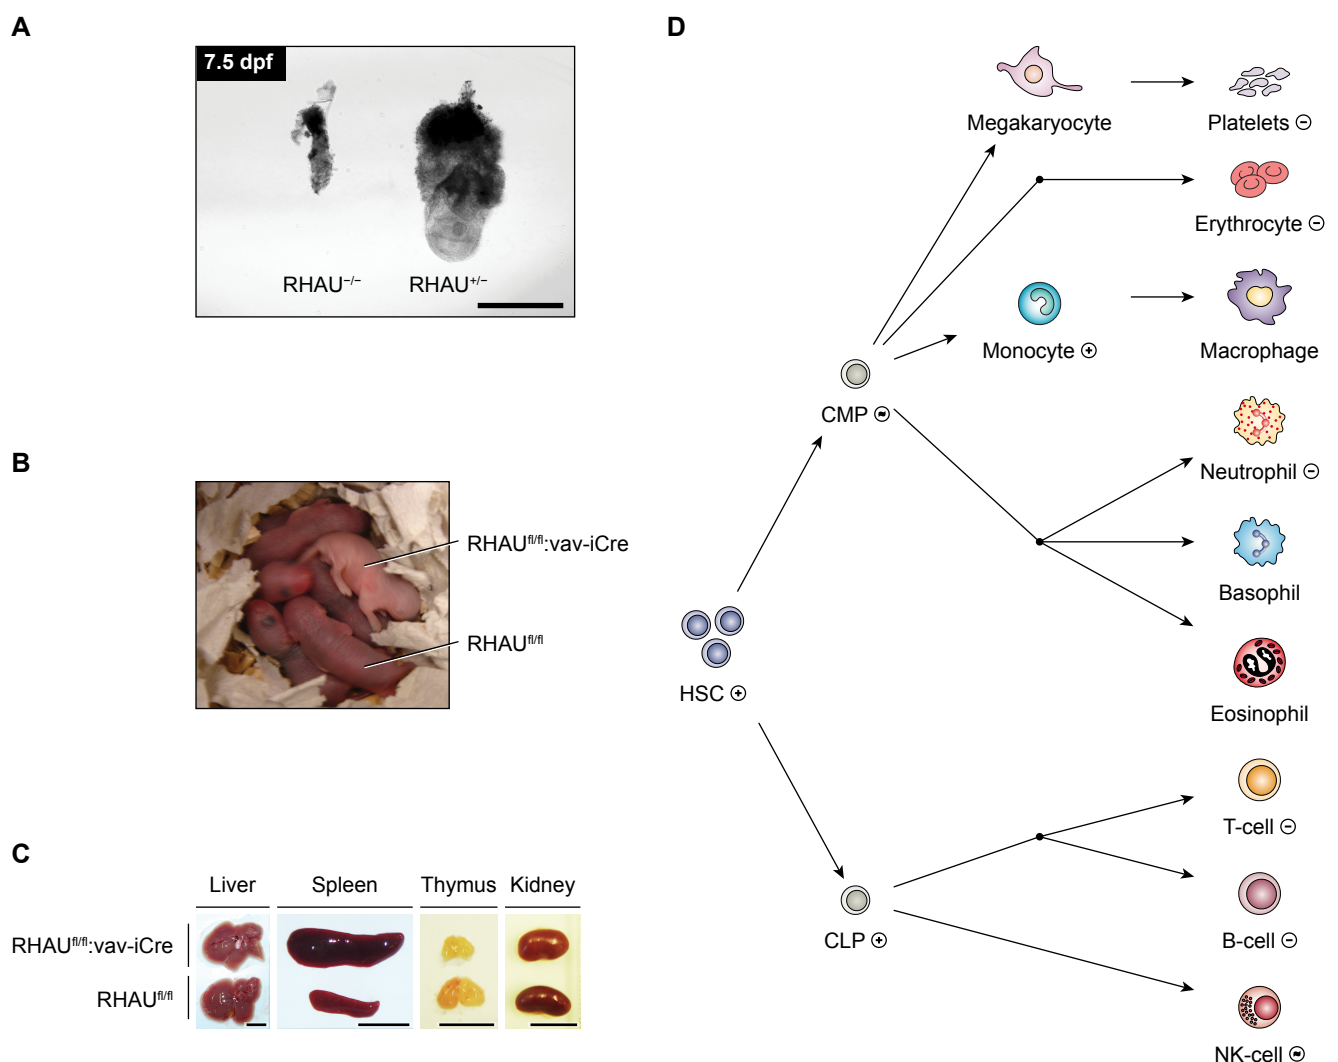 A
7.5 dpf
RHAU−/−
RHAU+/−
B
RHAUfl/fl:vav-iCre
RHAUfl/fl
C
Liver
Spleen
Thymus
Kidney
RHAUfl/fl:vav-iCre
RHAUfl/fl
D
Megakaryocyte
Platelets ⊖
Erythrocyte ⊖
Monocyte ⊕
Macrophage
CMP ≈
Neutrophil ⊖
Basophil
HSC ⊕
Eosinophil
T-cell ⊖
CLP ⊕
B-cell ⊖
NK-cell ≈